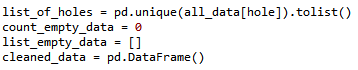 list_of_holes = pd.unique(all_data[hole]).tolist()
count_empty_data = 0
list_empty_data = []
cleaned_data = pd.DataFrame()